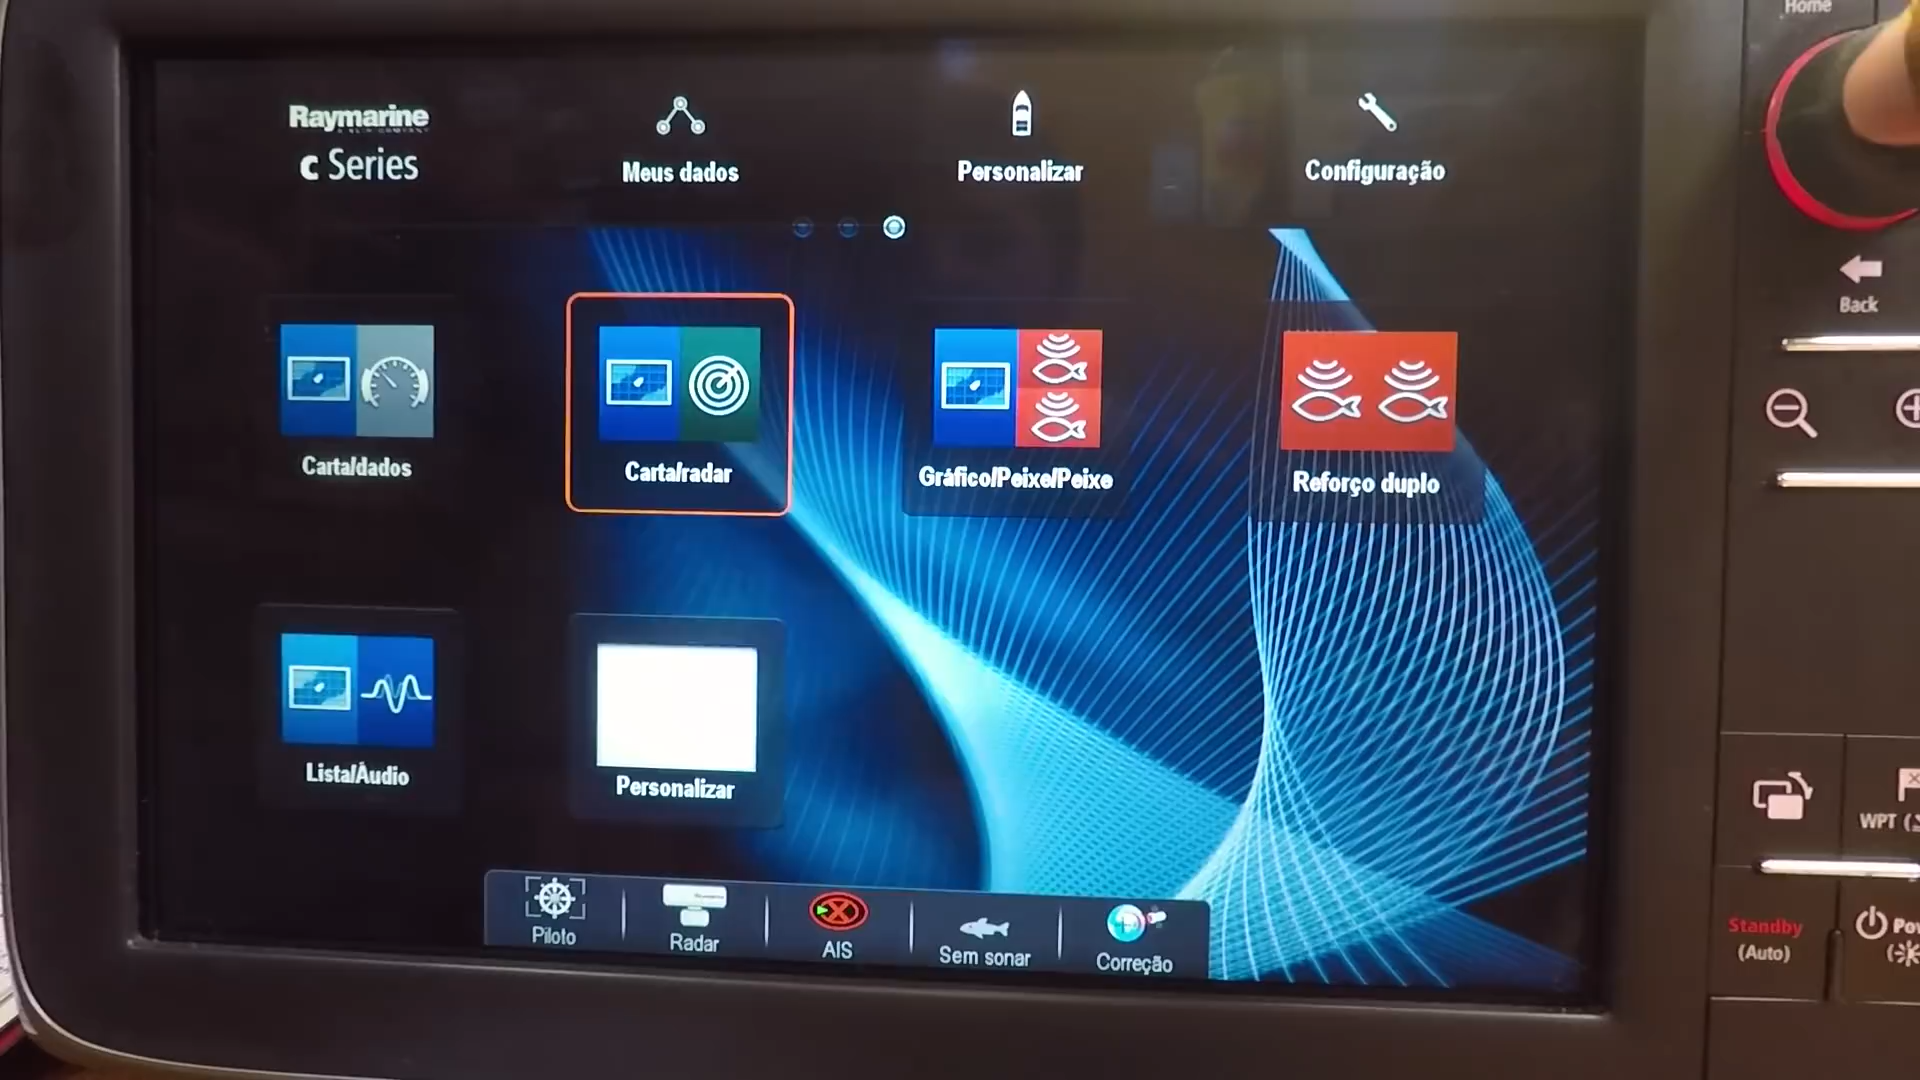 Home
Raymarine
c Series
Meus dados
Personalizar
Configuração
Back
Carta/dados
Carta/radar
Gráfico/Peixe/Peixe
Reforço duplo
Lista/Áudio
Personalizar
WPT
Piloto
Radar
AIS
Sem sonar
Correção
Standby
(Auto)